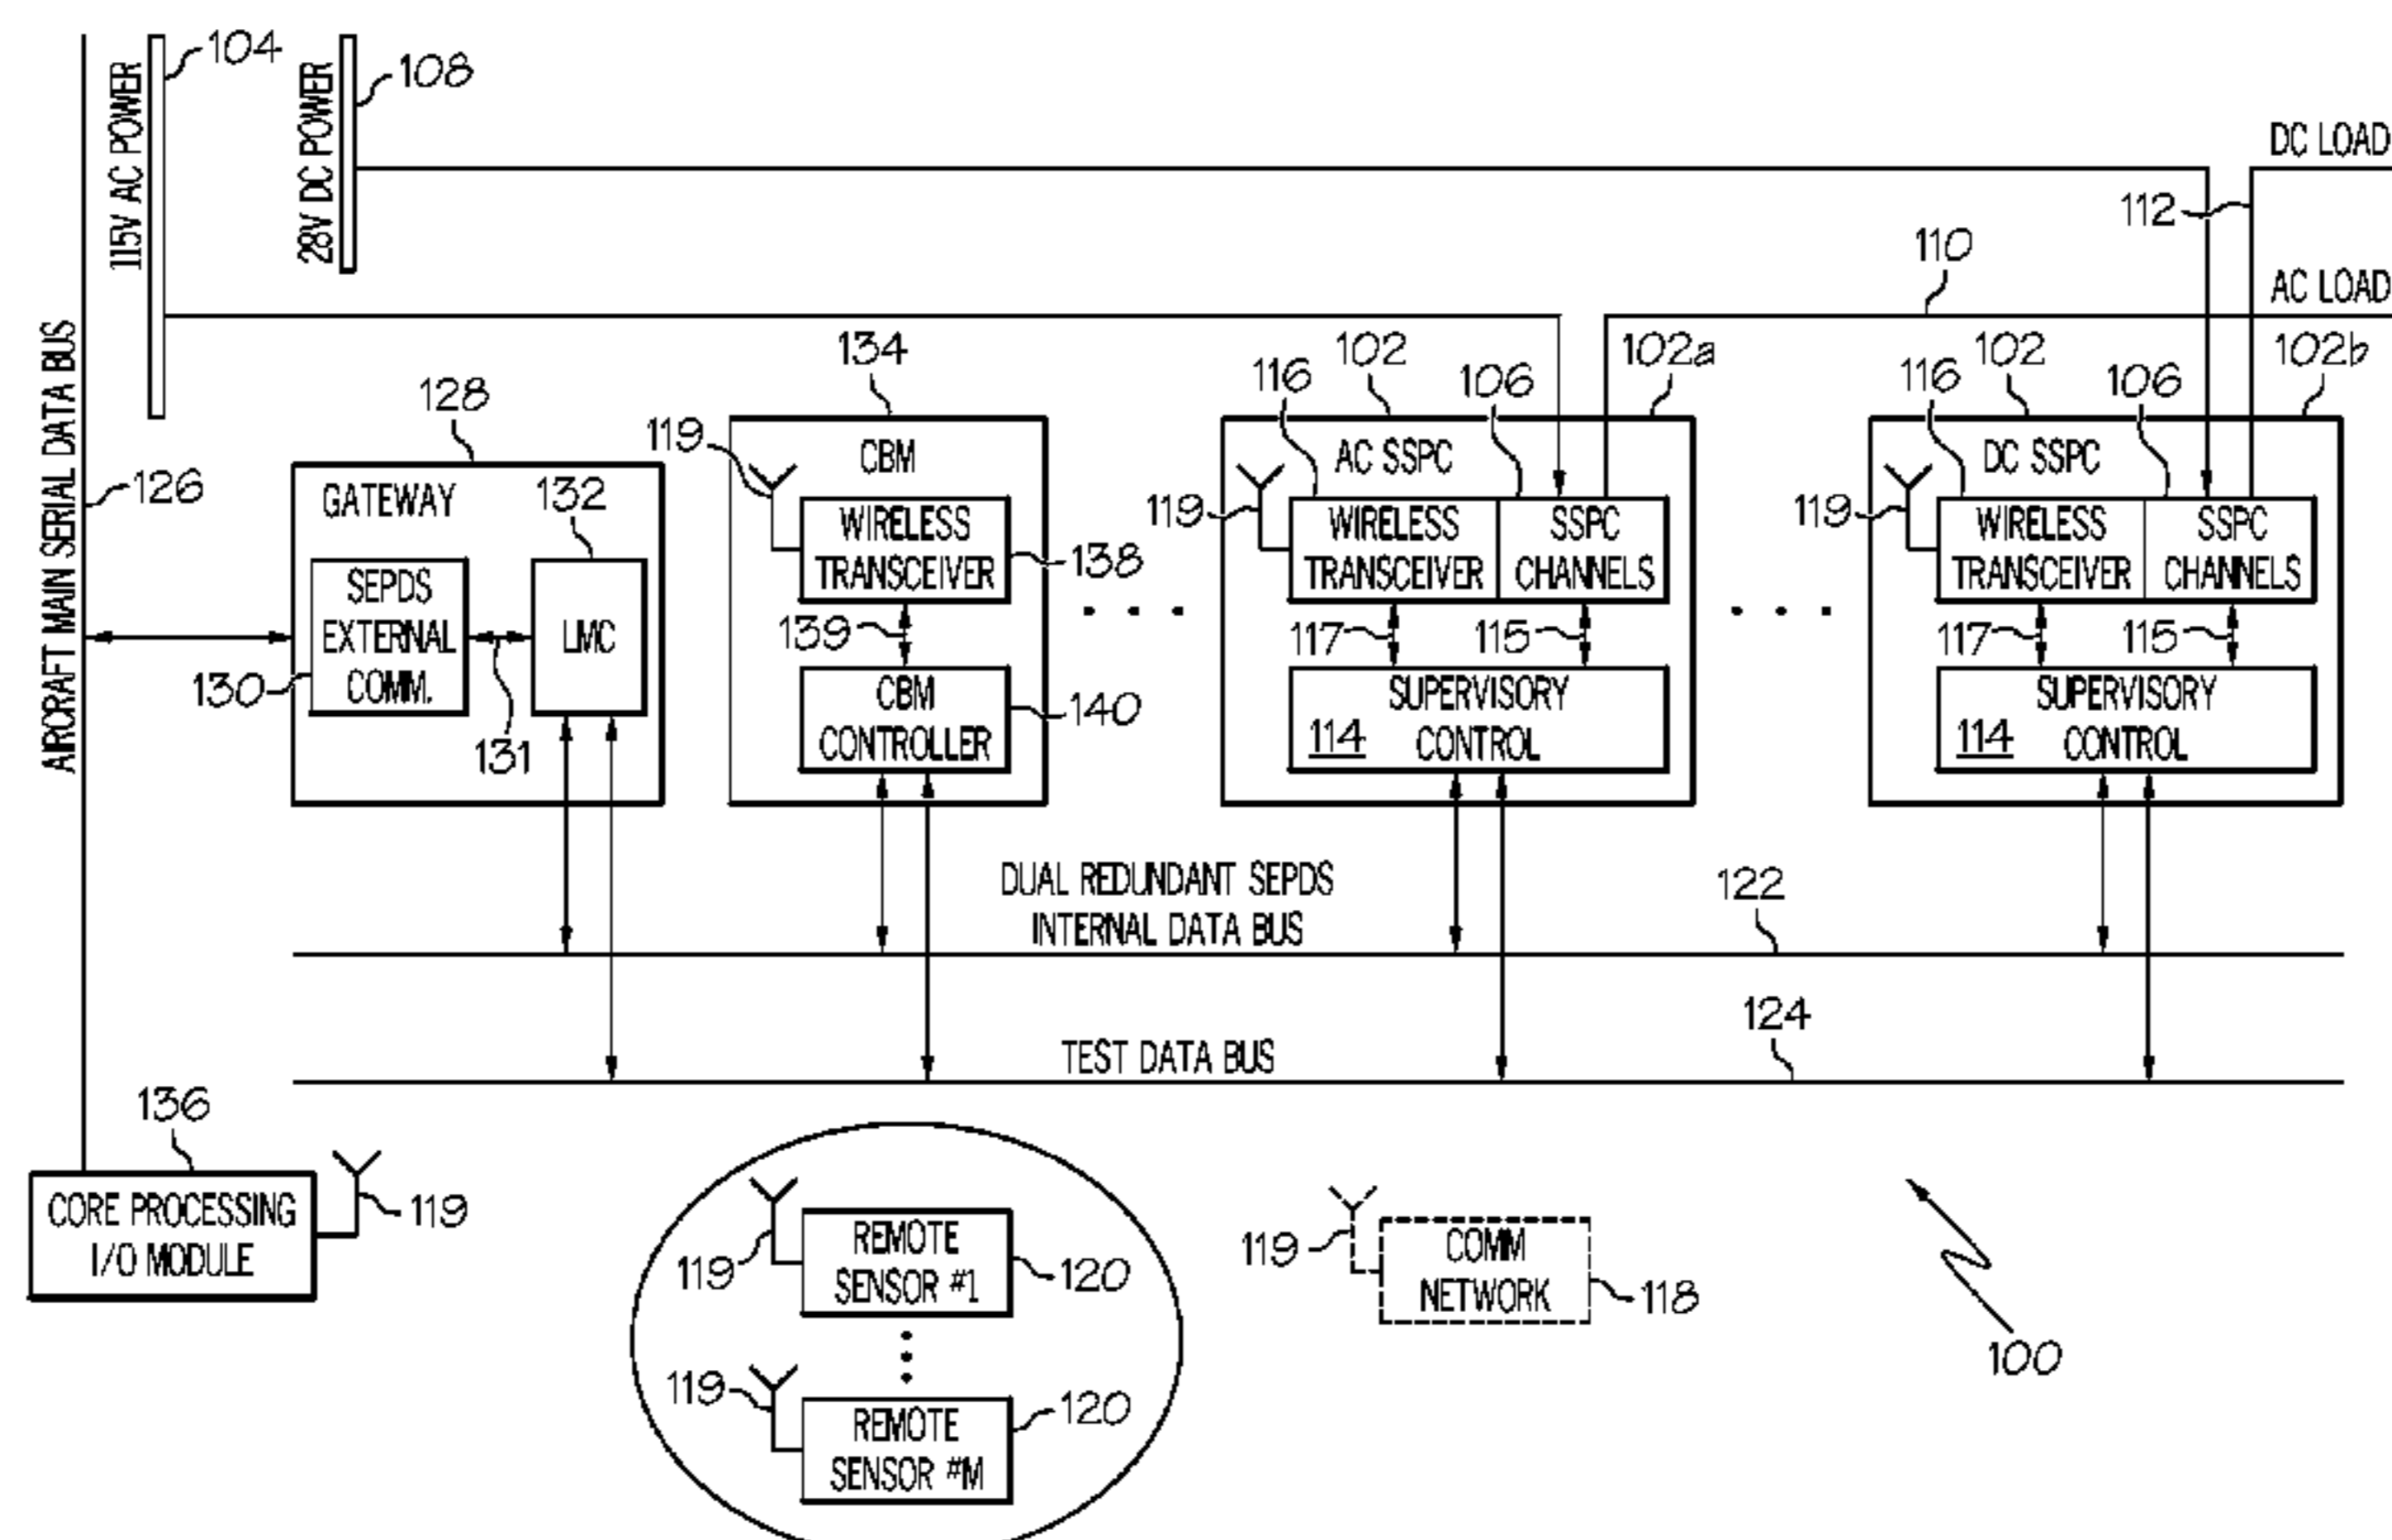 104
108
115V AC POWER
28V DC POWER
DC LOAD
112
110
AC LOAD
AIRCRAFT MAIN SERIAL DATA BUS
126
128
GATEWAY
132
SEPDS
EXTERNAL
COMM.
LMC
130
131
134
119
CBM
WIRELESS
TRANSCEIVER
138
139
CBM
CONTROLLER
140
116
102
106
102a
AC SSPC
119
WIRELESS
TRANSCEIVER
SSPC
CHANNELS
117
115
SUPERVISORY
CONTROL
114
116
102
106
102b
DC SSPC
119
WIRELESS
TRANSCEIVER
SSPC
CHANNELS
117
115
SUPERVISORY
CONTROL
114
DUAL REDUNDANT SEPDS
INTERNAL DATA BUS
122
TEST DATA BUS
124
136
CORE PROCESSING
I/O MODULE
119
119
REMOTE
SENSOR #1
120
119
REMOTE
SENSOR #M
120
119
COMM
NETWORK
118
100